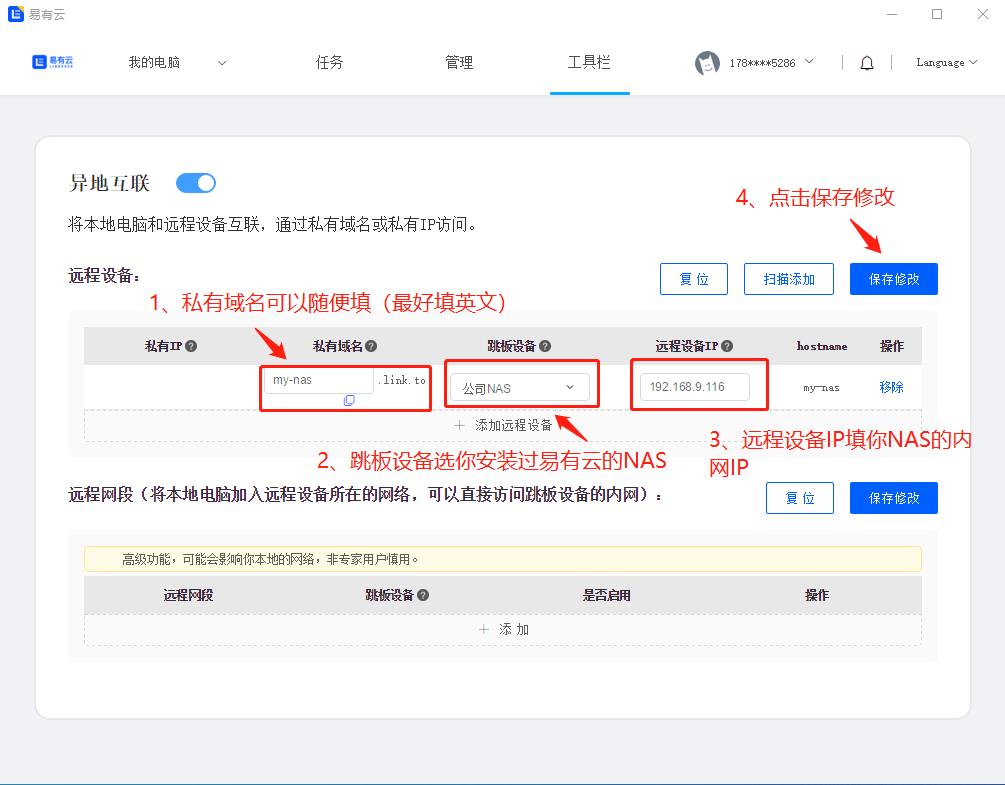 易有云
易有云
我的电脑
任务
管理
工具栏
178****5286
Language
异地互联
将本地电脑和远程设备互联，通过私有域名或私有IP访问。
4、点击保存修改
远程设备：
复 位
扫描添加
保存修改
1、私有域名可以随便填（最好填英文）
私有IP
私有域名
跳板设备
远程设备IP
hostname
操作
my-nas
.link.to
公司NAS
192.168.9.116
my-nas
移除
添加远程设备
2、跳板设备选你安装过易有云的NAS
3、远程设备IP填你NAS的内
网IP
远程网段（将本地电脑加入远程设备所在的网络，可以直接访问跳板设备的内网）：
复 位
保存修改
高级功能，可能会影响你本地的网络，非专家用户慎用。
远程网段
跳板设备
是否启用
操作
添 加